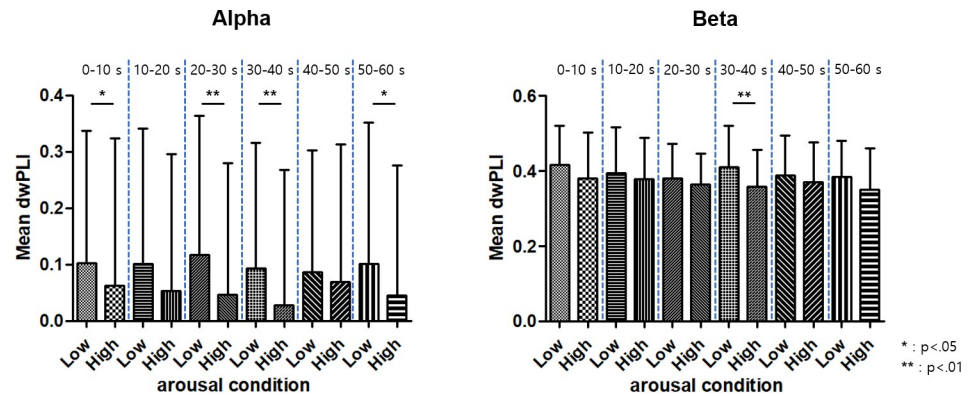 Alpha
0-10 s 10-20 s 20-30 s 30-40 s 40-50 s 50-60 s
* ** ** *
0.4
0.3
0.2
0.1
0.0
Mean dwPLI
Low High Low High Low High Low High Low High Low High
arousal condition
Beta
0-10 s 10-20 s 20-30 s 30-40 s 40-50 s 50-60 s
**
0.6
0.4
0.2
0.0
Mean dwPLI
Low High Low High Low High Low High Low High Low High
arousal condition
* : p<.05
** : p<.01